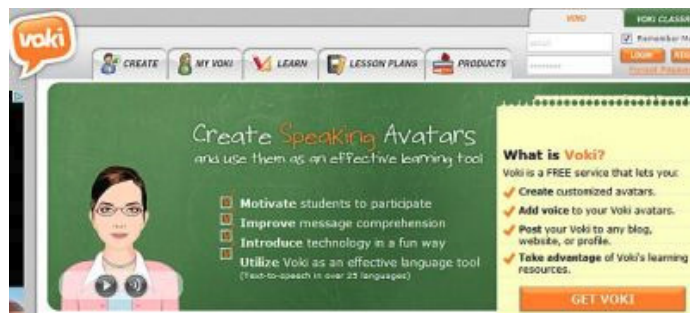 voki
VOKI
VOKI CLASSR
Remember M
LOGIN
CREATE
MY VOKI
LEARN
LESSON PLANS
PRODUCTS
Create Speaking Avatars
and use them as an effective learning tool
Motivate students to participate
Improve message comprehension
Introduce technology in a fun way
Utilize Voki as an effective language tool
(Text-to-speech in over 25 languages)
What is Voki?
Voki is a FREE service that lets you:
Create customized avatars.
Add voice to your Voki avatars.
Post your Voki to any blog,
website, or profile.
Take advantage of Voki's learning
resources.
GET VOKI